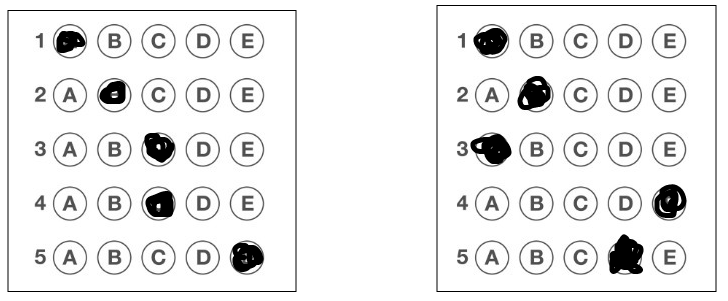 1 B C D E
2 A C D E
3 A B D E
4 A B D E
5 A B C D
1 B C D E
2 A C D E
3 B C D E
4 A B C D
5 A B C E